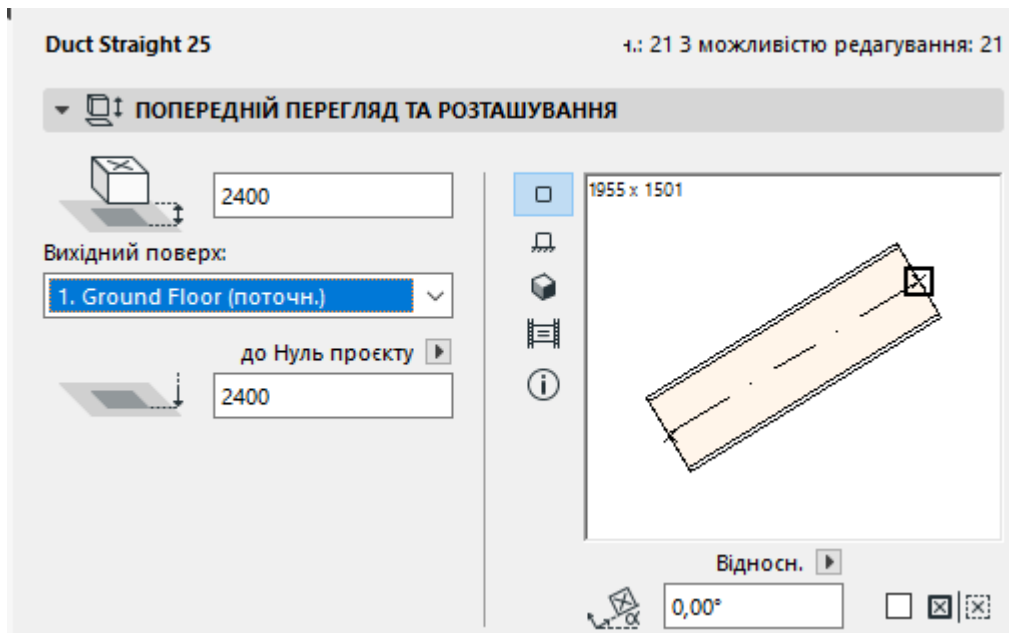 Duct Straight 25
н.: 21 З можливістю редагування: 21
ПОПЕРЕДНІЙ ПЕРЕГЛЯД ТА РОЗТАШУВАННЯ
2400
Вихідний поверх:
1. Ground Floor (поточн.)
до Нуль проєкту
2400
1955 x 1501
Відносн.
α
0,00°